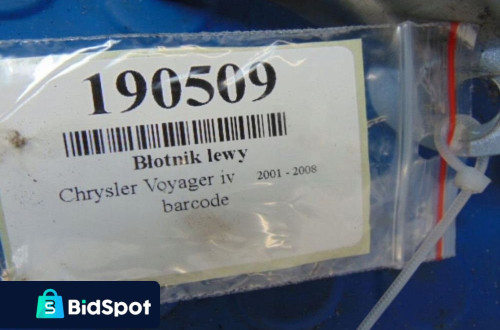 190509
Błotnik lewy
Chrysler Voyager iv 2001 - 2008
barcode
BidSpot